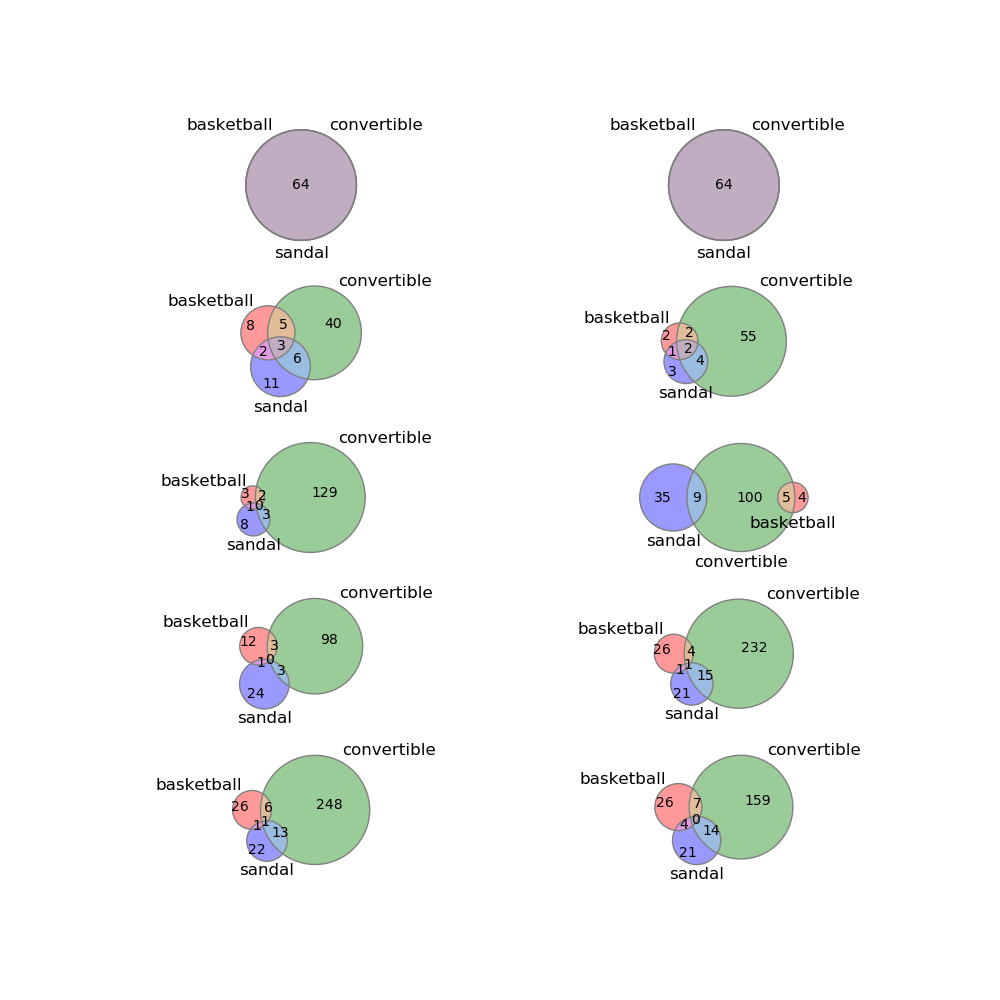 basketball convertible
64
sandal
basketball convertible
64
sandal
convertible
basketball
8 5 40
2 3 6
11
sandal
convertible
basketball
2 2 55
1 2 4
3
sandal
convertible
basketball
3 2 129
1 0 3
8
sandal
35 9 100 5 4
basketball
sandal
convertible
convertible
basketball
12 3 98
1 0 3
24
sandal
convertible
basketball
26 4 232
1 1 15
21
sandal
convertible
basketball
26 6 248
1 1 13
22
sandal
convertible
basketball
26 7 159
4 0 14
21
sandal